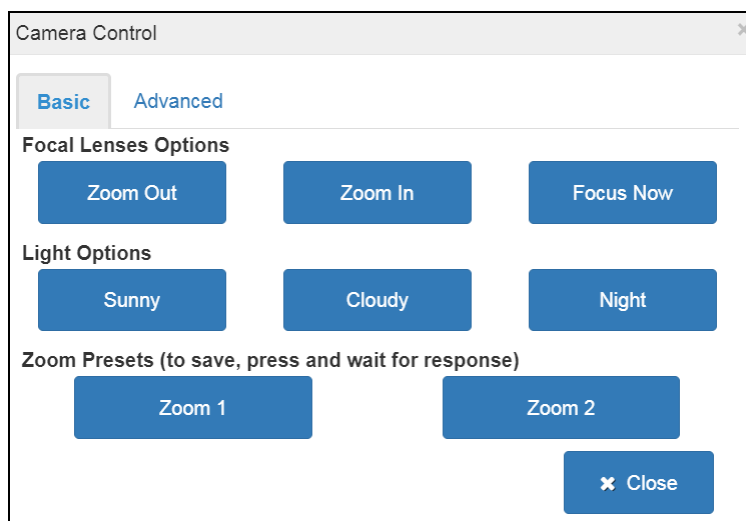 Camera Control
Basic Advanced
Focal Lenses Options
Zoom Out Zoom In Focus Now
Light Options
Sunny Cloudy Night
Zoom Presets (to save, press and wait for response)
Zoom 1 Zoom 2
Close